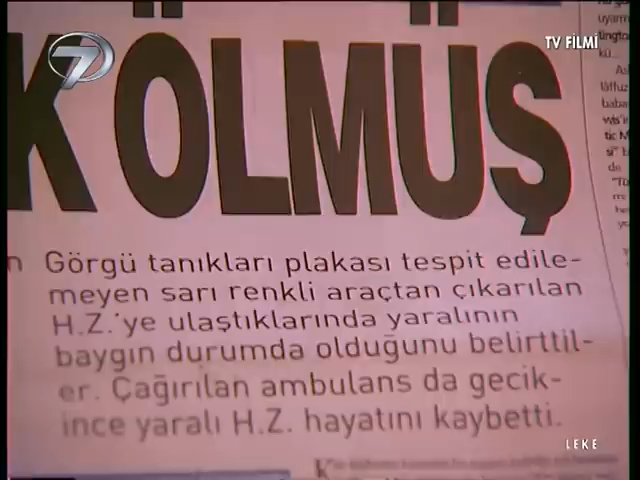 7
TV FİLMİ
K ÖLMÜŞ
n Görgü tanıkları plakası tespit edile-
meyen sarı renkli araçtan çıkarılan
H.Z.'ye ulaştıklarında yaralının
baygın durumda olduğunu belirttil-
er. Çağırılan ambulans da gecik-
ince yaralı H.Z. hayatını kaybetti.
LEKE